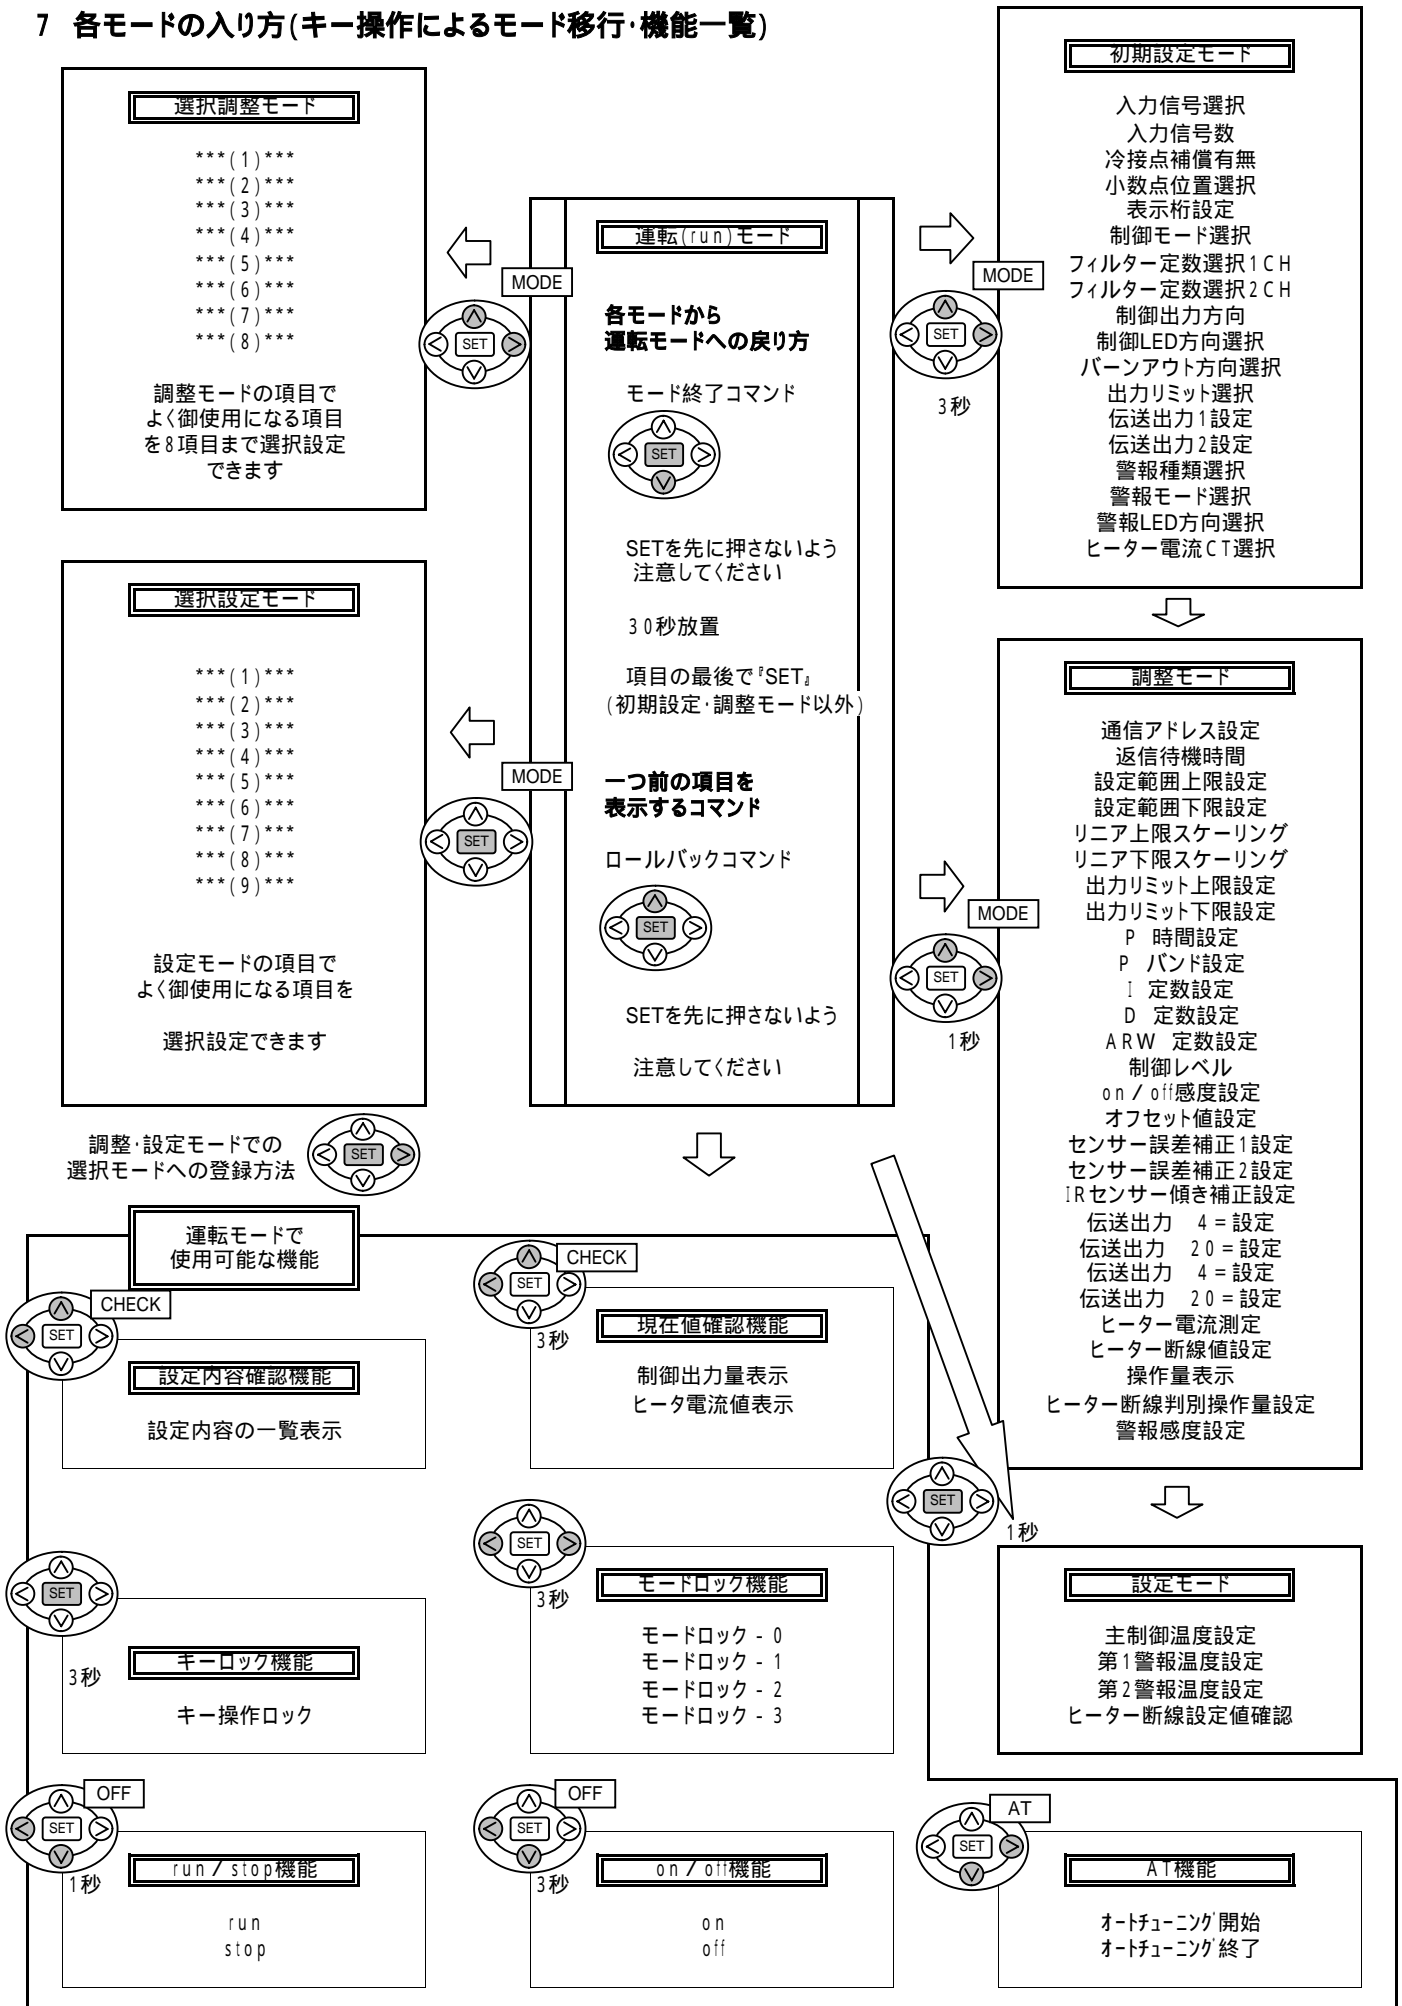 7 各モードの入り方(キー操作によるモード移行･機能一覧)
選択調整モード
***(1)***
***(2)***
***(3)***
***(4)***
***(5)***
***(6)***
***(7)***
***(8)***
調整モードの項目で
よく御使用になる項目
を8項目まで選択設定
できます
MODE
SET
選択設定モード
***(1)***
***(2)***
***(3)***
***(4)***
***(5)***
***(6)***
***(7)***
***(8)***
***(9)***
設定モードの項目で
よく御使用になる項目を
選択設定できます
MODE
SET
調整･設定モードでの
選択モードへの登録方法
SET
運転(run)モード
各モードから
運転モードへの戻り方
モード終了コマンド
SET
SETを先に押さないよう
注意してください
30秒放置
項目の最後で『SET』
(初期設定･調整モード以外)
一つ前の項目を
表示するコマンド
ロールバックコマンド
SET
SETを先に押さないよう
注意してください
MODE
SET
3秒
初期設定モード
入力信号選択
入力信号数
冷接点補償有無
小数点位置選択
表示桁設定
制御モード選択
フィルター定数選択1CH
フィルター定数選択2CH
制御出力方向
制御LED方向選択
バーンアウト方向選択
出力リミット選択
伝送出力1設定
伝送出力2設定
警報種類選択
警報モード選択
警報LED方向選択
ヒーター電流CT選択
MODE
SET
1秒
調整モード
通信アドレス設定
返信待機時間
設定範囲上限設定
設定範囲下限設定
リニア上限スケーリング
リニア下限スケーリング
出力リミット上限設定
出力リミット下限設定
P 時間設定
P バンド設定
I 定数設定
D 定数設定
ARW 定数設定
制御レベル
on/off感度設定
オフセット値設定
センサー誤差補正1設定
センサー誤差補正2設定
IRセンサー傾き補正設定
伝送出力 4=設定
伝送出力 20=設定
伝送出力 4=設定
伝送出力 20=設定
ヒーター電流測定
ヒーター断線値設定
操作量表示
ヒーター断線判別操作量設定
警報感度設定
SET
1秒
設定モード
主制御温度設定
第1警報温度設定
第2警報温度設定
ヒーター断線設定値確認
運転モードで
使用可能な機能
CHECK
SET
設定内容確認機能
設定内容の一覧表示
CHECK
SET
3秒
現在値確認機能
制御出力量表示
ヒータ電流値表示
SET
3秒
キーロック機能
キー操作ロック
SET
3秒
モードロック機能
モードロック - 0
モードロック - 1
モードロック - 2
モードロック - 3
OFF
SET
1秒
run/stop機能
run
stop
OFF
SET
3秒
on/off機能
on
off
AT
SET
AT機能
オートチューニング開始
オートチューニング終了